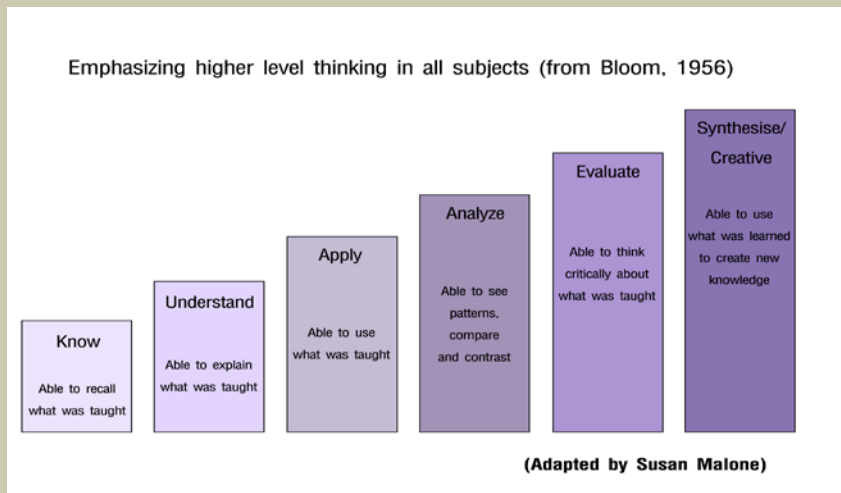 Emphasizing higher level thinking in all subjects (from Bloom, 1956)
Know
Able to recall
what was taught
Understand
Able to explain
what was taught
Apply
Able to use
what was taught
Analyze
Able to see
patterns,
compare
and contrast
Evaluate
Able to think
critically about
what was taught
Synthesise/
Creative
Able to use
what was learned
to create new
knowledge
(Adapted by Susan Malone)